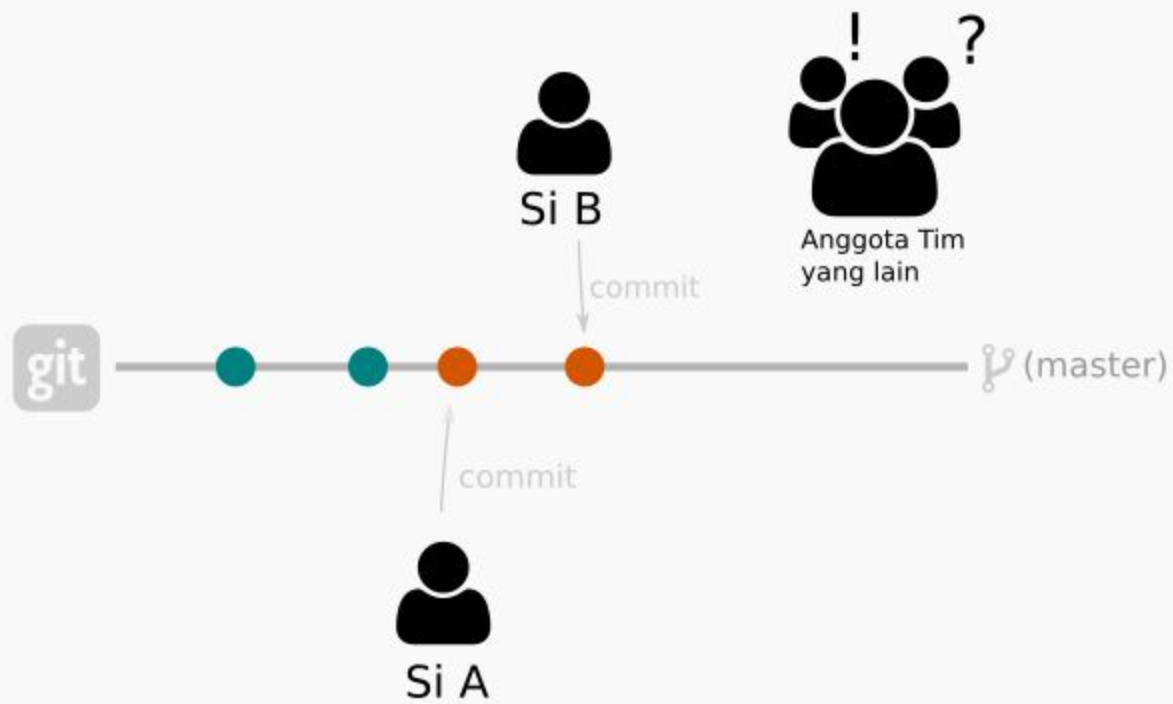 ! ?
Si B
Anggota Tim
yang lain
commit
git
(master)
commit
Si A